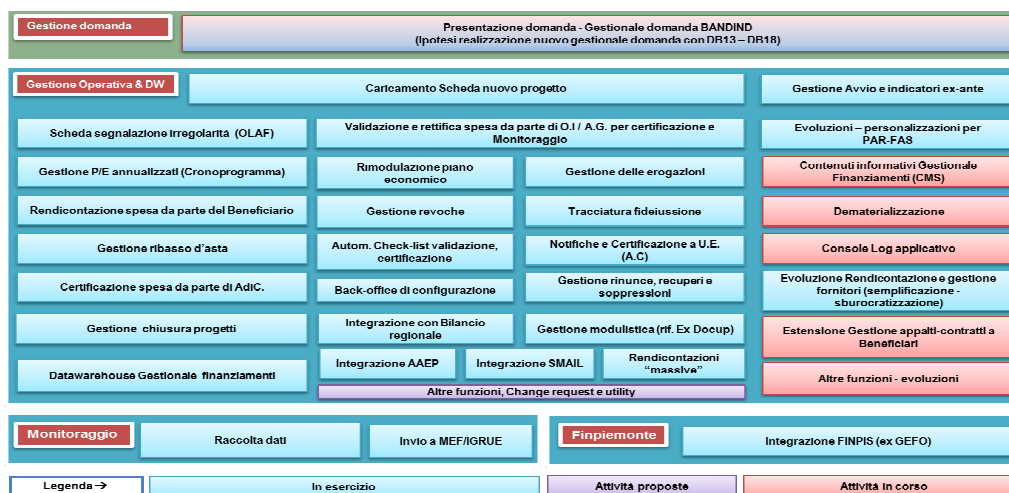 Gestione domanda
Presentazione domanda - Gestionale domanda BANDIND
(Ipotesi realizzazione nuovo gestionale domanda con DB13 – DB18)
Gestione Operativa & DW
Caricamento Scheda nuovo progetto
Gestione Avvio e indicatori ex-ante
Scheda segnalazione irregolarità (OLAF)
Validazione e rettifica spesa da parte di O.I / A.G. per certificazione e
Monitoraggio
Evoluzioni – personalizzazioni per
PAR-FAS
Gestione P/E annualizzati (Cronoprogramma)
Rimodulazione piano
economico
Gestione delle erogazioni
Contenuti informativi Gestionale
Finanziamenti (CMS)
Rendicontazione spesa da parte del Beneficiario
Gestione revoche
Tracciatura fideiussione
Dematerializzazione
Gestione ribasso d'asta
Autom. Check-list validazione,
certificazione
Notifiche e Certificazione a U.E.
(A.C)
Console Log applicativo
Certificazione spesa da parte di AdiC.
Back-office di configurazione
Gestione rinunce, recuperi e
soppressioni
Evoluzione Rendicontazione e gestione
fornitori (semplificazione -
sburocratizzazione)
Gestione chiusura progetti
Integrazione con Bilancio
regionale
Gestione modulistica (rif. Ex Docup)
Estensione Gestione appalti-contratti a
Beneficiari
Datawarehouse Gestionale finanziamenti
Integrazione AAEP
Integrazione SMAIL
Rendicontazioni
“massive”
Altre funzioni - evoluzioni
Altre funzioni, Change request e utility
Monitoraggio
Raccolta dati
Invio a MEF/IGRUE
Finpiemonte
Integrazione FINPIS (ex GEFO)
Legenda →
In esercizio
Attività proposte
Attività in corso